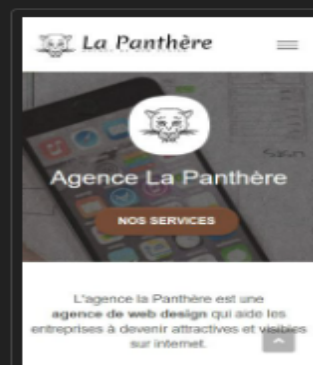 La Panthère
Agence La Panthère
NOS SERVICES
L'agence la Panthère est une
agence de web design qui aide les
entreprises à devenir attractives et visibles
sur internet.